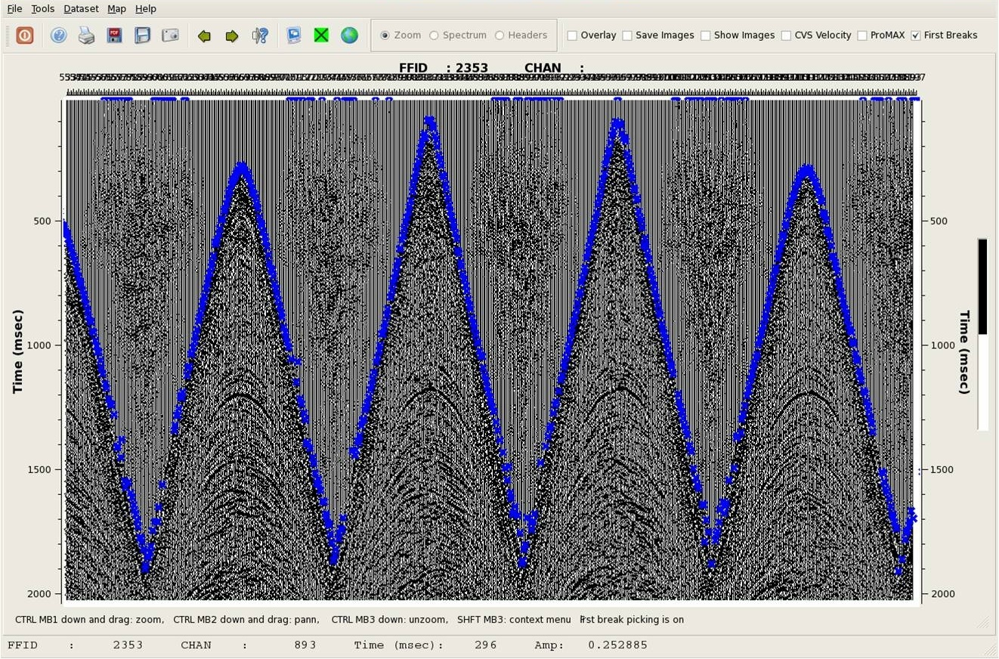 File Tools Dataset Map Help
Zoom Spectrum Headers Overlay Save Images Show Images CVS Velocity ProMAX First Breaks
FFID : 2353 CHAN :
Time (msec)
500
1000
1500
2000
500
1000
1500
2000
Time (msec)
CTRL MB1 down and drag: zoom, CTRL MB2 down and drag: pann, CTRL MB3 down: unzoom, SHFT MB3: context menu first break picking is on
FFID : 2353 CHAN : 893 Time (msec): 296 Amp: 0.252885